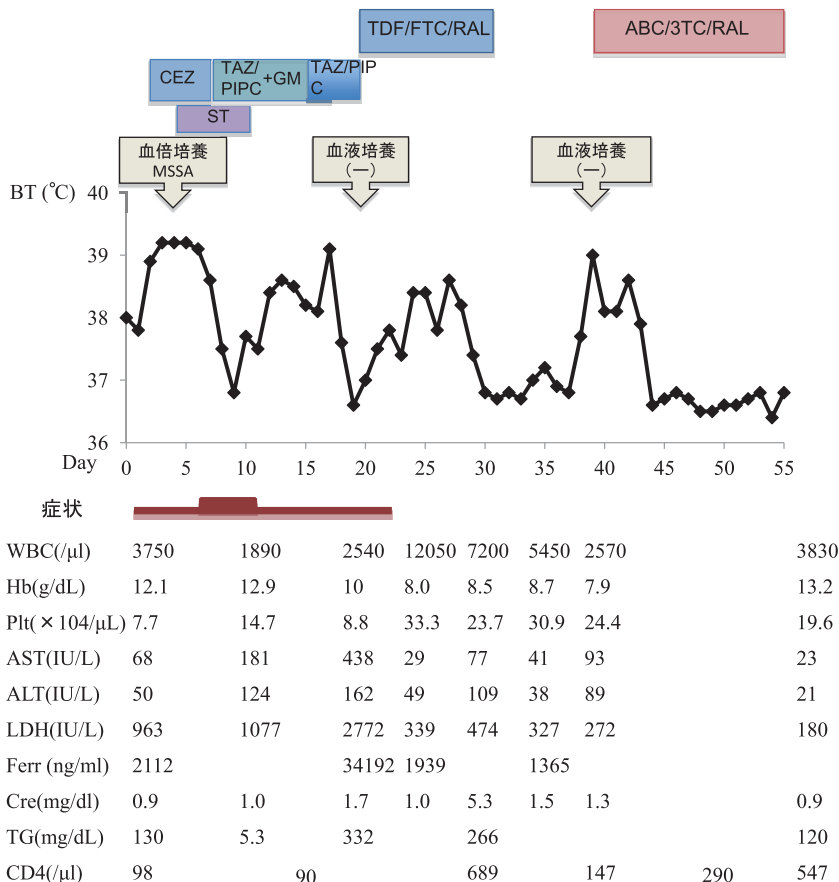 TDF/FTC/RAL
ABC/3TC/RAL
CEZ
TAZ/
PIPC
+GM
TAZ/PIP
C
ST
血倍培養
MSSA
血液培養
(一)
血液培養
(一)
BT (℃)
40
39
38
37
36
Day
0 5 10 15 20 25 30 35 40 45 50 55
症状
WBC(/μl) 3750 1890 2540 12050 7200 5450 2570 3830
Hb(g/dL) 12.1 12.9 10 8.0 8.5 8.7 7.9 13.2
Plt(×104/μL) 7.7 14.7 8.8 33.3 23.7 30.9 24.4 19.6
AST(IU/L) 68 181 438 29 77 41 93 23
ALT(IU/L) 50 124 162 49 109 38 89 21
LDH(IU/L) 963 1077 2772 339 474 327 272 180
Ferr (ng/ml) 2112 34192 1939 1365
Cre(mg/dl) 0.9 1.0 1.7 1.0 5.3 1.5 1.3 0.9
TG(mg/dL) 130 5.3 332 266 120
CD4(/μl) 98 90 689 147 290 547